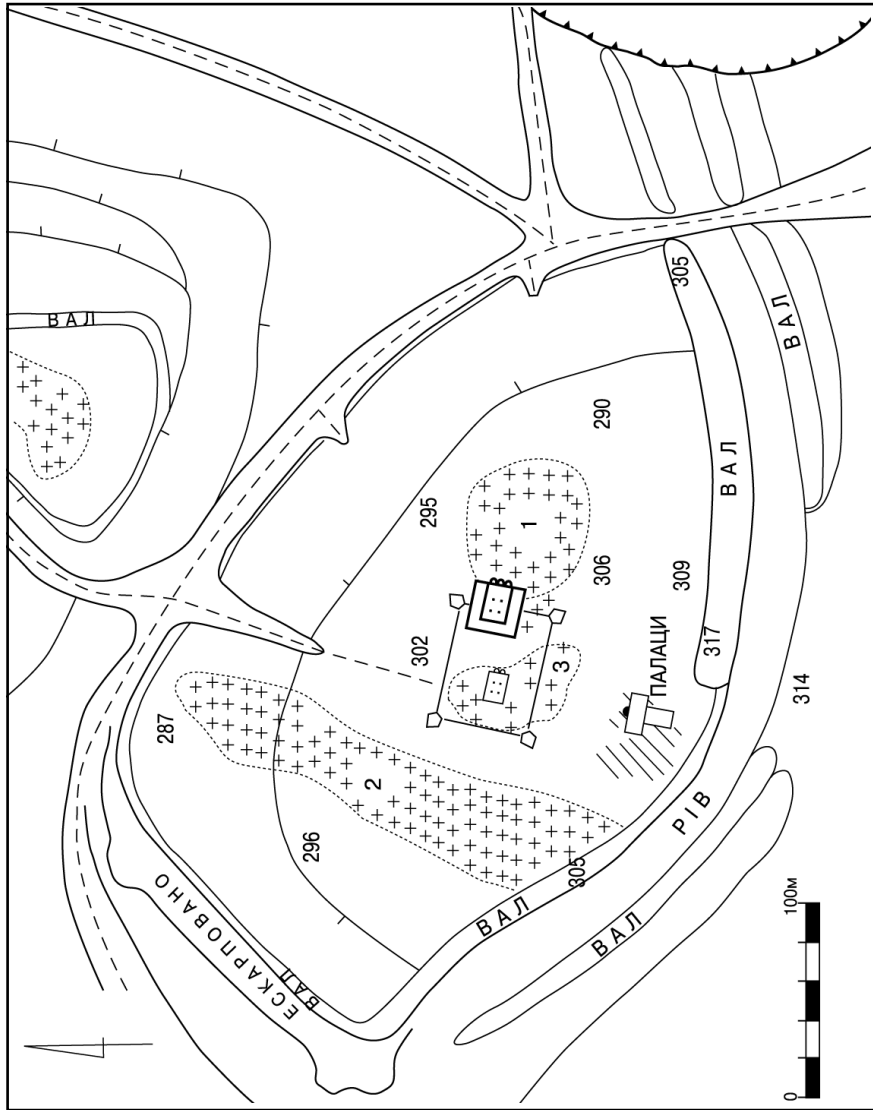 ВАЛ
305
ВАЛ
290
295
1
306
ВАЛ
309
302
3
317
ПАЛАЦИ
314
287
2
296
РІВ
305
ВАЛ
ВАЛ
ЕСКАРПОВАНО
ВАЛ
100м
0